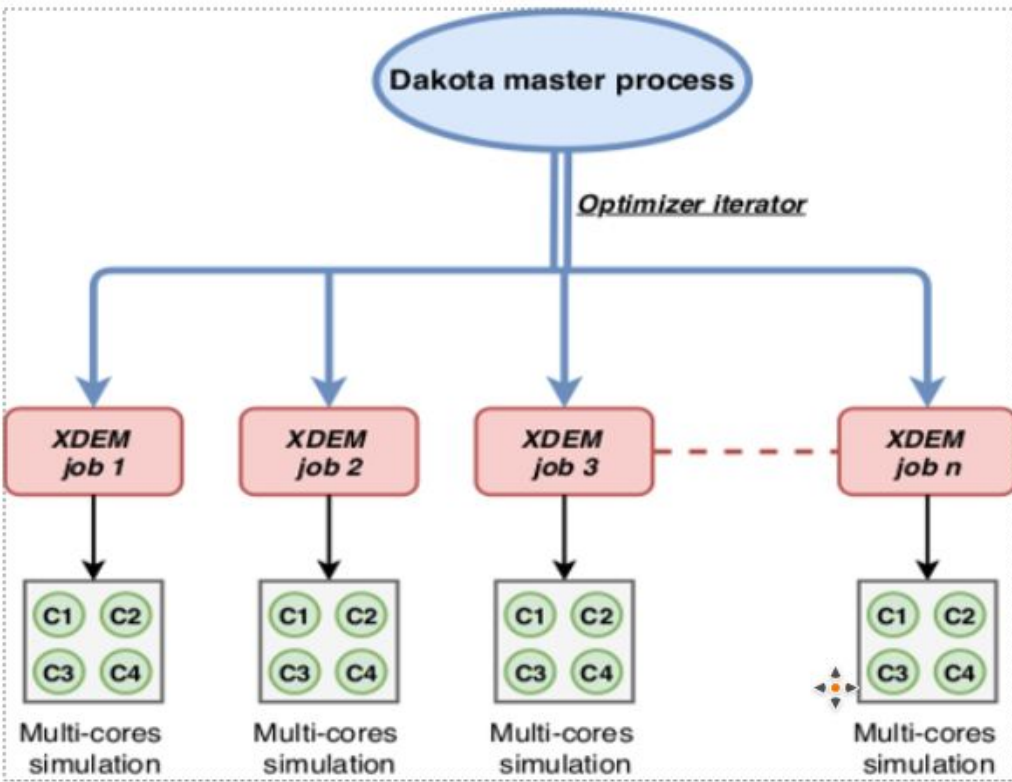 Dakota master process
Optimizer iterator
XDEM
job 1
XDEM
job 2
XDEM
job 3
XDEM
job n
C1 C2
C3 C4
C1 C2
C3 C4
C1 C2
C3 C4
C1 C2
C3 C4
Multi-cores
simulation
Multi-cores
simulation
Multi-cores
simulation
Multi-cores
simulation